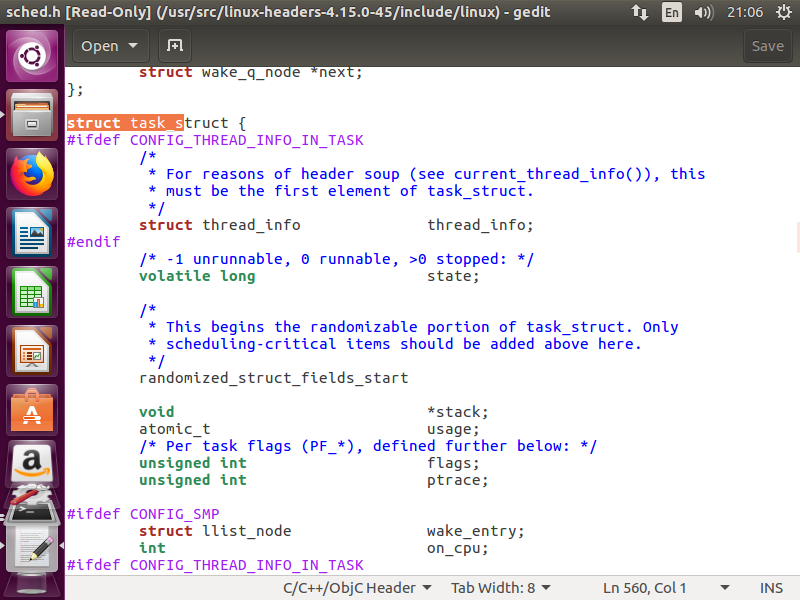 sched.h [Read-Only] (/usr/src/linux-headers-4.15.0-45/include/linux) - gedit En 21:06
Open Save
struct wake_q_node *next;
};
struct task_struct {
#ifdef CONFIG_THREAD_INFO_IN_TASK
/*
* For reasons of header soup (see current_thread_info()), this
* must be the first element of task_struct.
*/
struct thread_info thread_info;
#endif
/* -1 unrunnable, 0 runnable, >0 stopped: */
volatile long state;
/*
* This begins the randomizable portion of task_struct. Only
* scheduling-critical items should be added above here.
*/
randomized_struct_fields_start
void *stack;
atomic_t usage;
/* Per task flags (PF_*), defined further below: */
unsigned int flags;
unsigned int ptrace;
#ifdef CONFIG_SMP
struct llist_node wake_entry;
int on_cpu;
#ifdef CONFIG_THREAD_INFO_IN_TASK
C/C++/ObjC Header Tab Width: 8 Ln 560, Col 1 INS